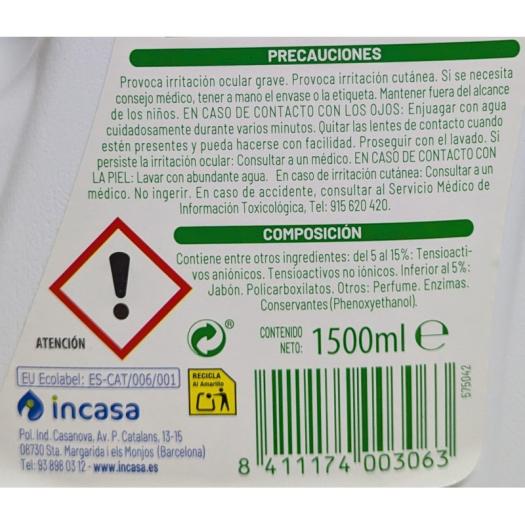 PRECAUCIONES
Provoca irritación ocular grave. Provoca irritación cutánea. Si se necesita
consejo médico, tener a mano el envase o la etiqueta. Mantener fuera del alcance
de los niños. EN CASO DE CONTACTO CON LOS OJOS: Enjuagar con agua
cuidadosamente durante varios minutos. Quitar las lentes de contacto cuando
estén presentes y pueda hacerse con facilidad. Proseguir con el lavado. Si
persiste la irritación ocular: Consultar a un médico. EN CASO DE CONTACTO CON
LA PIEL: Lavar con abundante agua. En caso de irritación cutánea: Consultar a un
médico. No ingerir. En caso de accidente, consultar al Servicio Médico de
Información Toxicológica, Tel: 915 620 420.
COMPOSICIÓN
Contiene entre otros ingredientes: del 5 al 15%: Tensioacti-
vos aniónicos. Tensioactivos no iónicos. Inferior al 5%:
Jabón. Policarboxilatos. Otros: Perfume. Enzimas.
Conservantes (Phenoxyethanol).
ATENCIÓN
®
CONTENIDO
NETO: 1500ml e
EU Ecolabel: ES-CAT/006/001
RECICLA
Al Amarillo
incasa
Pol. Ind. Casanova, Av. P. Catalans, 13-15
08730 Sta. Margarida i els Monjos (Barcelona)
Tel: 93 898 03 12 - www.incasa.es
575042
8 411174 003063